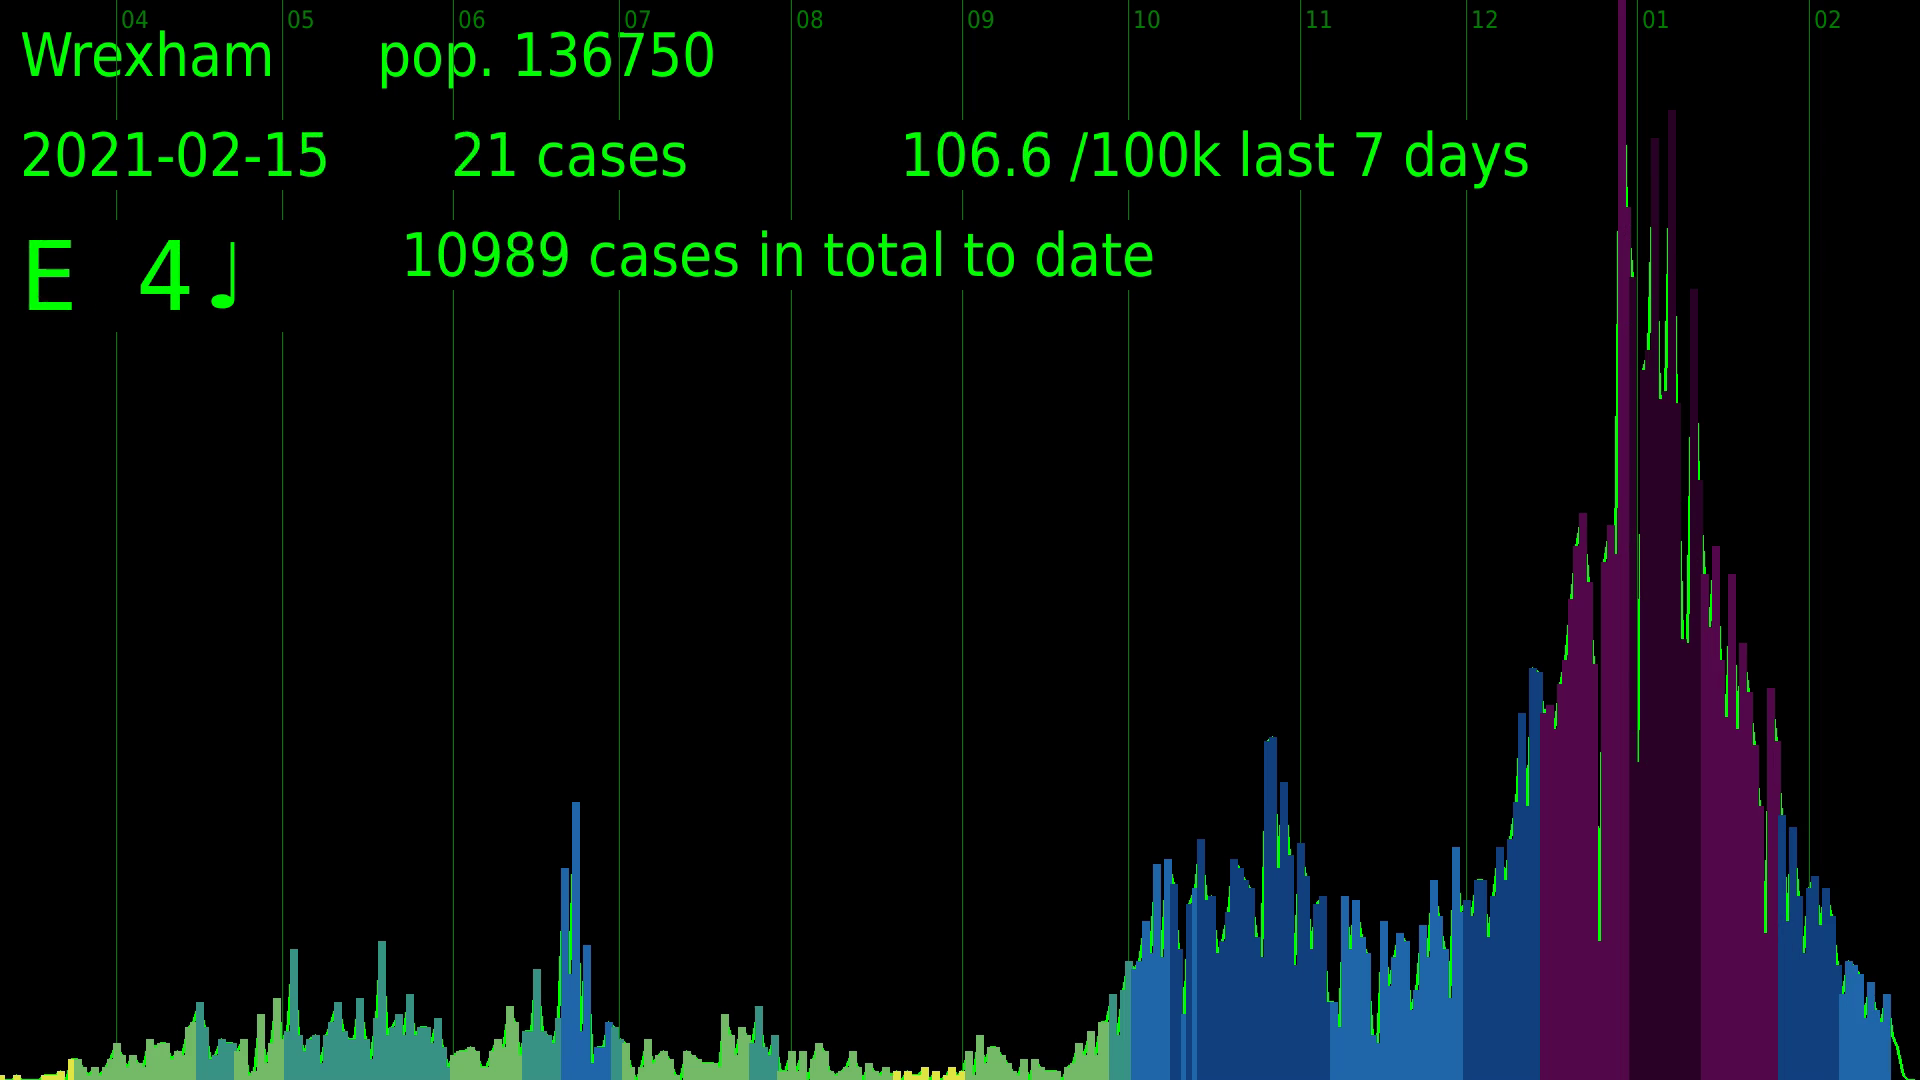 04 05 06 07 08 09 10 11 12 01 02
Wrexham pop. 136750
2021-02-15 21 cases 106.6 /100k last 7 days
E 4♩ 10989 cases in total to date